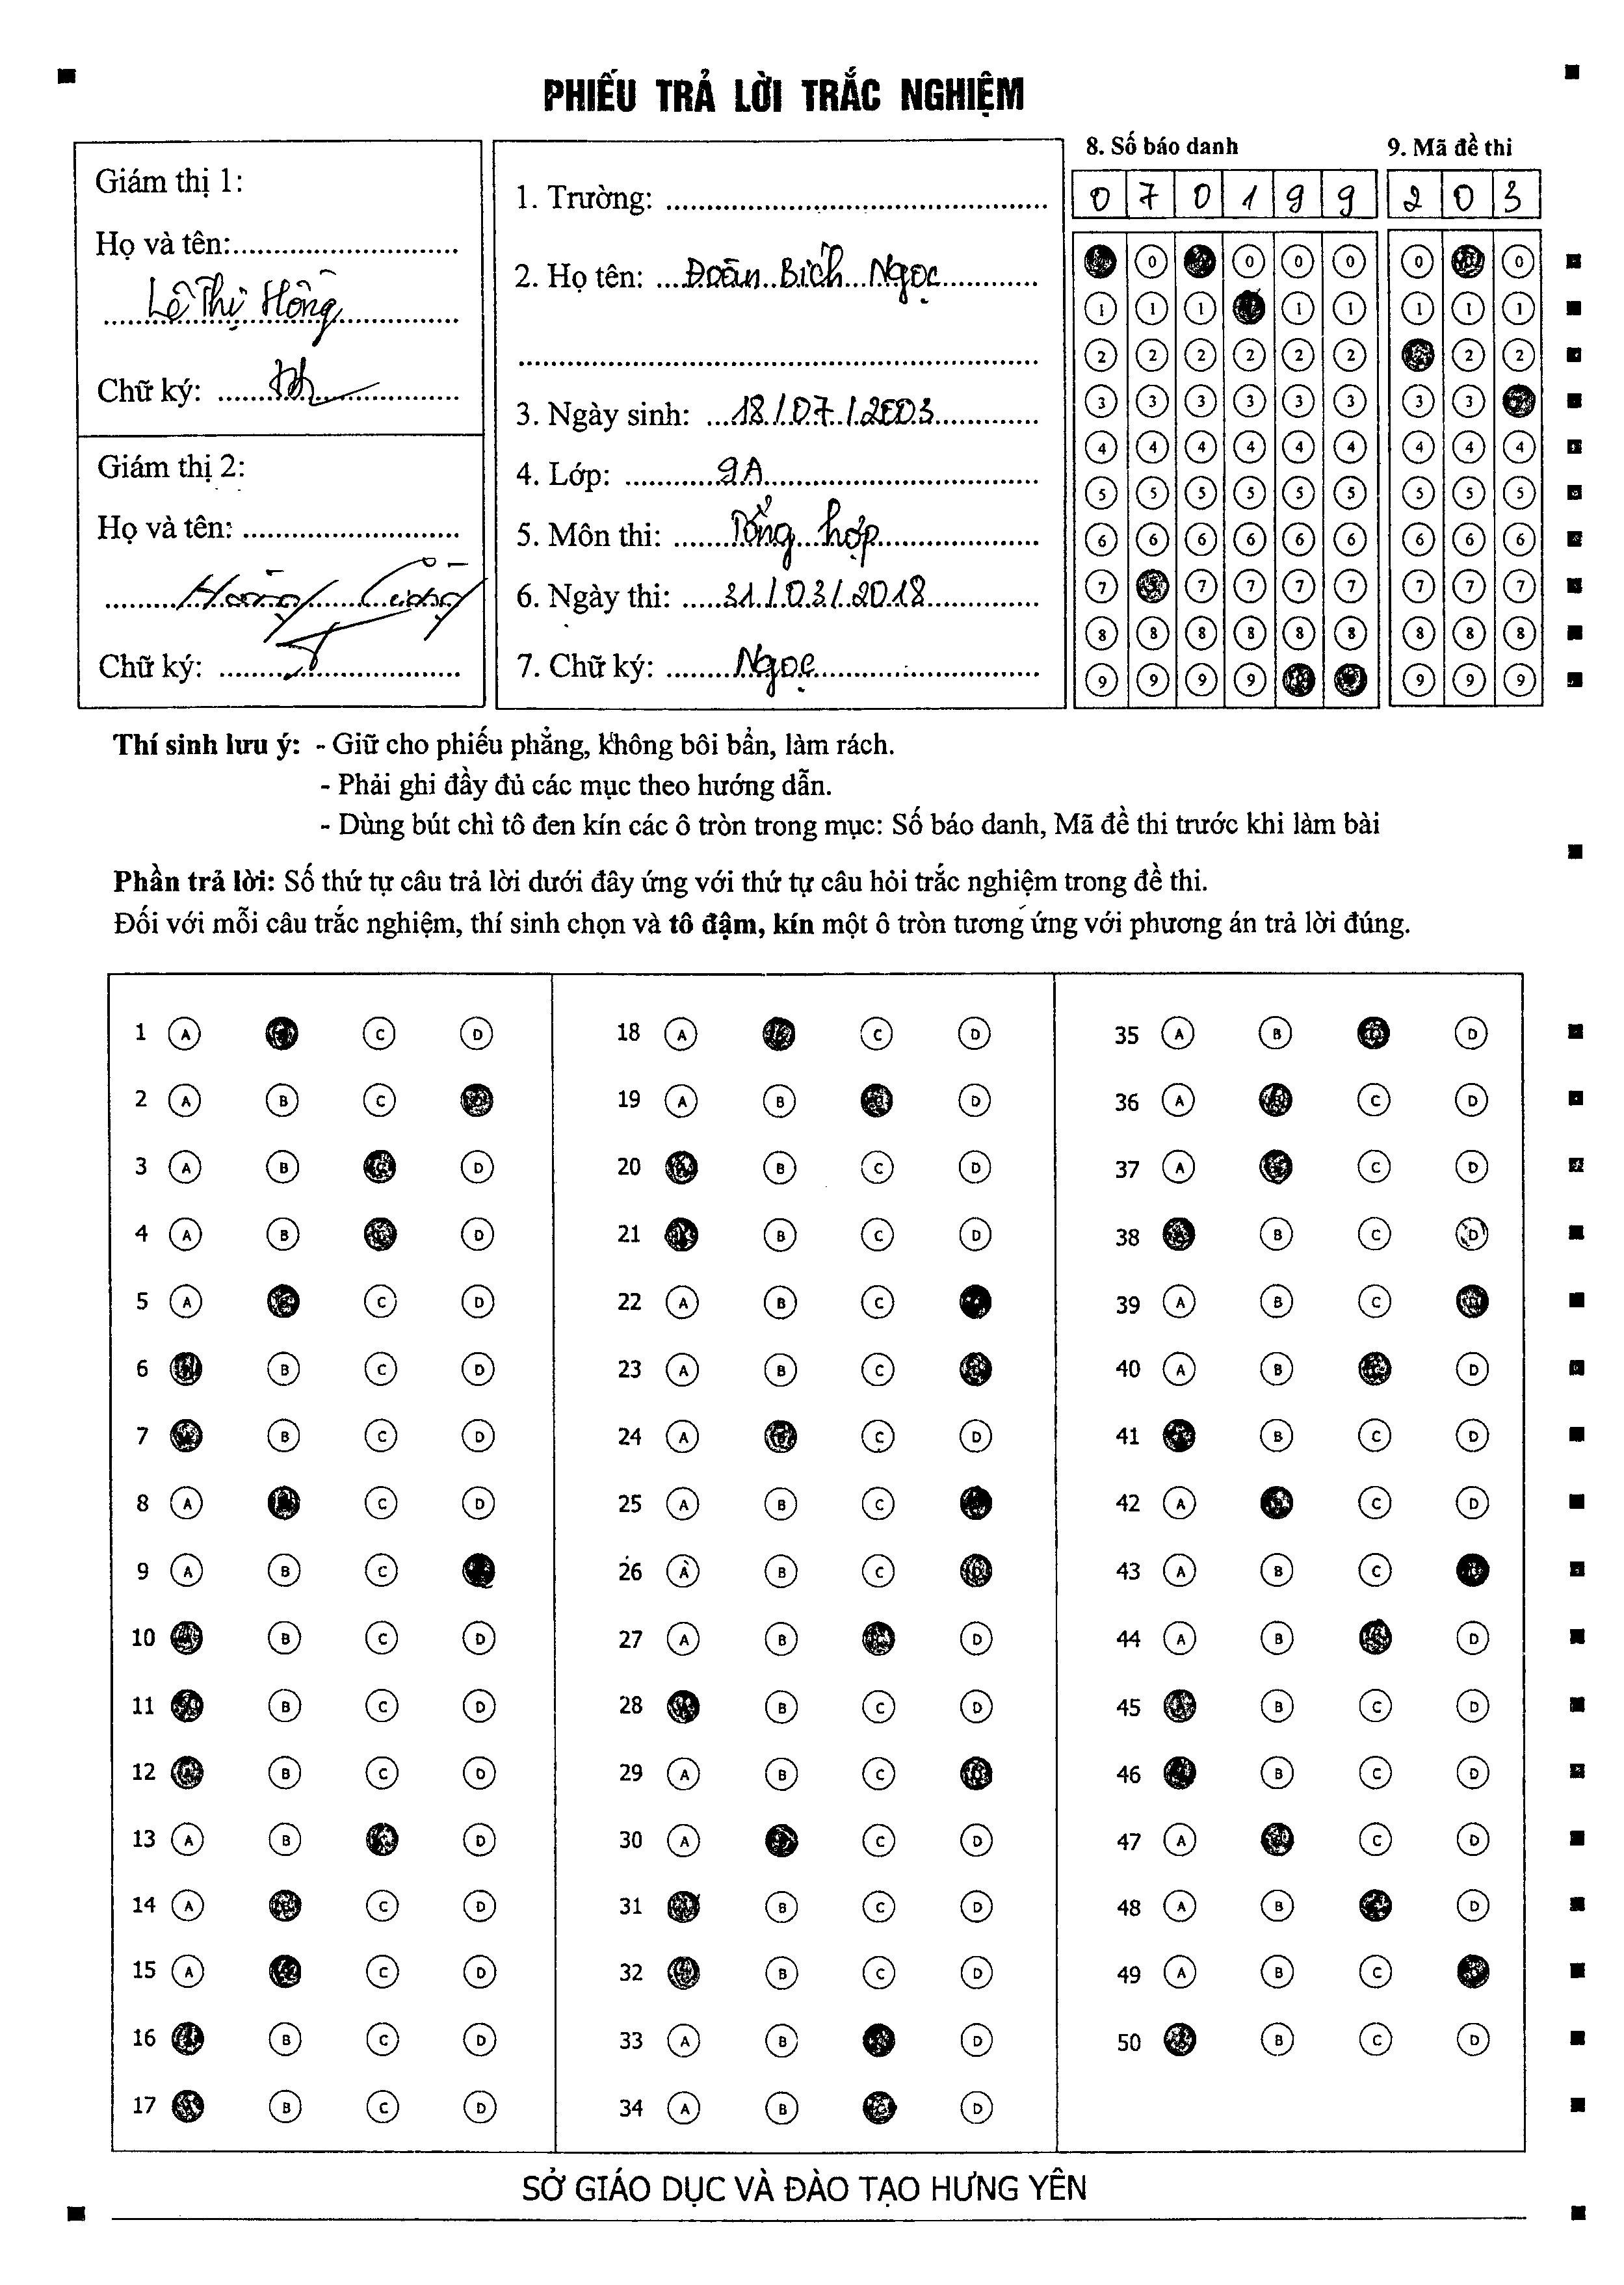 PHIẾU TRẢ LỜI TRẮC NGHIỆM
Giám thị 1:
Họ và tên:
Lê Thị Hồng
Chữ ký:
Giám thị 2:
Họ và tên:
Chữ ký:
1. Trường:
2. Họ tên: Đoàn Bích Ngọc
3. Ngày sinh: 18/07/2003
4. Lớp: 9A
5. Môn thi: Tổng hợp
6. Ngày thi: 31/03/2018
7. Chữ ký: Ngọc
8. Số báo danh
0 7 0 1 9 9
9. Mã đề thi
2 0 3
0 0 0 0 0
1 1 1 1 1 1 1 1
2 2 2 2 2 2 2 2
3 3 3 3 3 3 3 3
4 4 4 4 4 4 4 4 4
5 5 5 5 5 5 5 5 5
6 6 6 6 6 6 6 6 6
7 7 7 7 7 7 7 7
8 8 8 8 8 8 8 8 8
9 9 9 9 9 9 9
Thí sinh lưu ý: - Giữ cho phiếu phẳng, không bôi bẩn, làm rách.
- Phải ghi đầy đủ các mục theo hướng dẫn.
- Dùng bút chì tô đen kín các ô tròn trong mục: Số báo danh, Mã đề thi trước khi làm bài
Phần trả lời: Số thứ tự câu trả lời dưới đây ứng với thứ tự câu hỏi trắc nghiệm trong đề thi.
Đối với mỗi câu trắc nghiệm, thí sinh chọn và tô đậm, kín một ô tròn tương ứng với phương án trả lời đúng.
1 A C D
2 A B C
3 A B D
4 A B D
5 A C D
6 B C D
7 B C D
8 A C D
9 A B C
10 B C D
11 B C D
12 B C D
13 A B D
14 A C D
15 A C D
16 B C D
17 B C D
18 A C D
19 A B D
20 B C D
21 B C D
22 A B C
23 A B C
24 A C D
25 A B C
26 A B C
27 A B D
28 B C D
29 A B C
30 A C D
31 B C D
32 B C D
33 A B D
34 A B D
35 A B D
36 A C D
37 A C D
38 B C D
39 A B C
40 A B D
41 B C D
42 A C D
43 A B C
44 A B D
45 B C D
46 B C D
47 A C D
48 A B D
49 A B C
50 B C D
SỞ GIÁO DỤC VÀ ĐÀO TẠO HƯNG YÊN